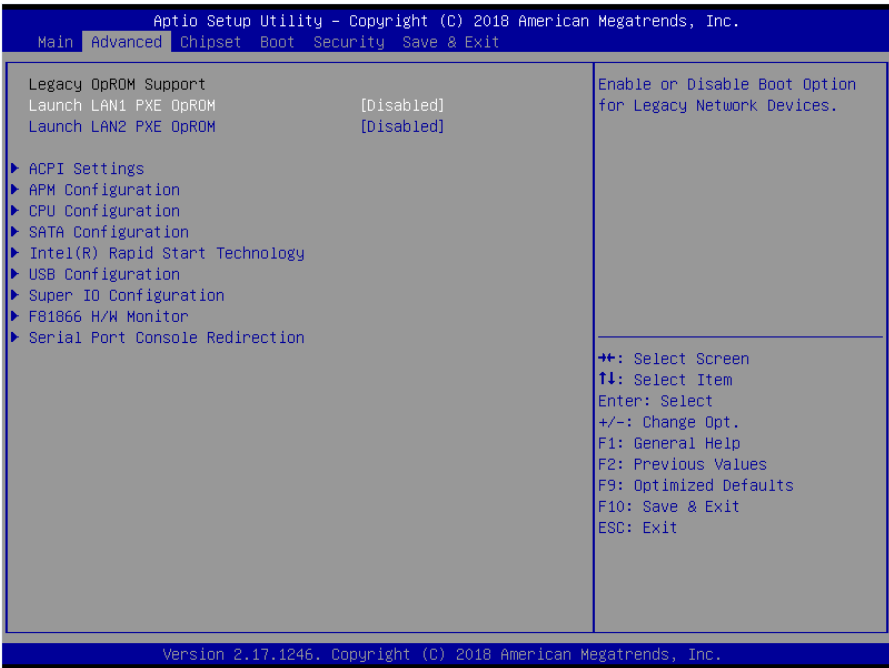 Aptio Setup Utility – Copyright (C) 2018 American Megatrends, Inc.
Main Advanced Chipset Boot Security Save & Exit
Legacy OpROM Support
Launch LAN1 PXE OpROM [Disabled]
Launch LAN2 PXE OpROM [Disabled]
ACPI Settings
APM Configuration
CPU Configuration
SATA Configuration
Intel(R) Rapid Start Technology
USB Configuration
Super IO Configuration
F81866 H/W Monitor
Serial Port Console Redirection
Enable or Disable Boot Option
for Legacy Network Devices.
→←: Select Screen
↑↓: Select Item
Enter: Select
+/-: Change Opt.
F1: General Help
F2: Previous Values
F9: Optimized Defaults
F10: Save & Exit
ESC: Exit
Version 2.17.1246. Copyright (C) 2018 American Megatrends, Inc.